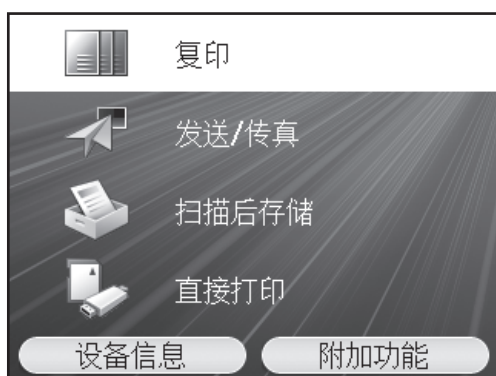 复印
发送/传真
扫描后存储
直接打印
设备信息 附加功能